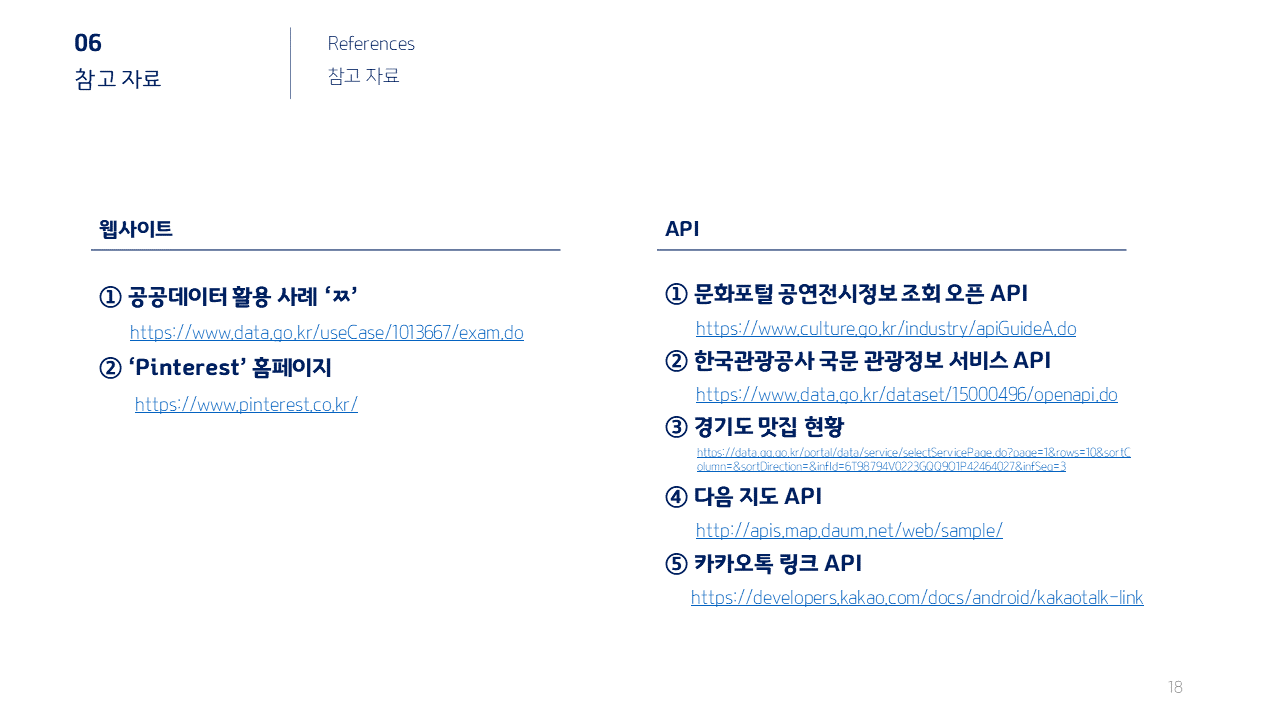 06
참고 자료
References
참고 자료
웹사이트
① 공공데이터 활용 사례 ‘ㅉ’
https://www.data.go.kr/useCase/1013667/exam.do
② ‘Pinterest’ 홈페이지
https://www.pinterest.co.kr/
API
① 문화포털 공연전시정보 조회 오픈 API
https://www.culture.go.kr/industry/apiGuideA.do
② 한국관광공사 국문 관광정보 서비스 API
https://www.data.go.kr/dataset/15000496/openapi.do
③ 경기도 맛집 현황
https://data.gg.go.kr/portal/data/service/selectServicePage.do?page=1&rows=10&sortC
olumn=&sortDirection=&infId=6T98794V0223GQQ9O1P42464027&infSeq=3
④ 다음 지도 API
http://apis.map.daum.net/web/sample/
⑤ 카카오톡 링크 API
https://developers.kakao.com/docs/android/kakaotalk-link
18